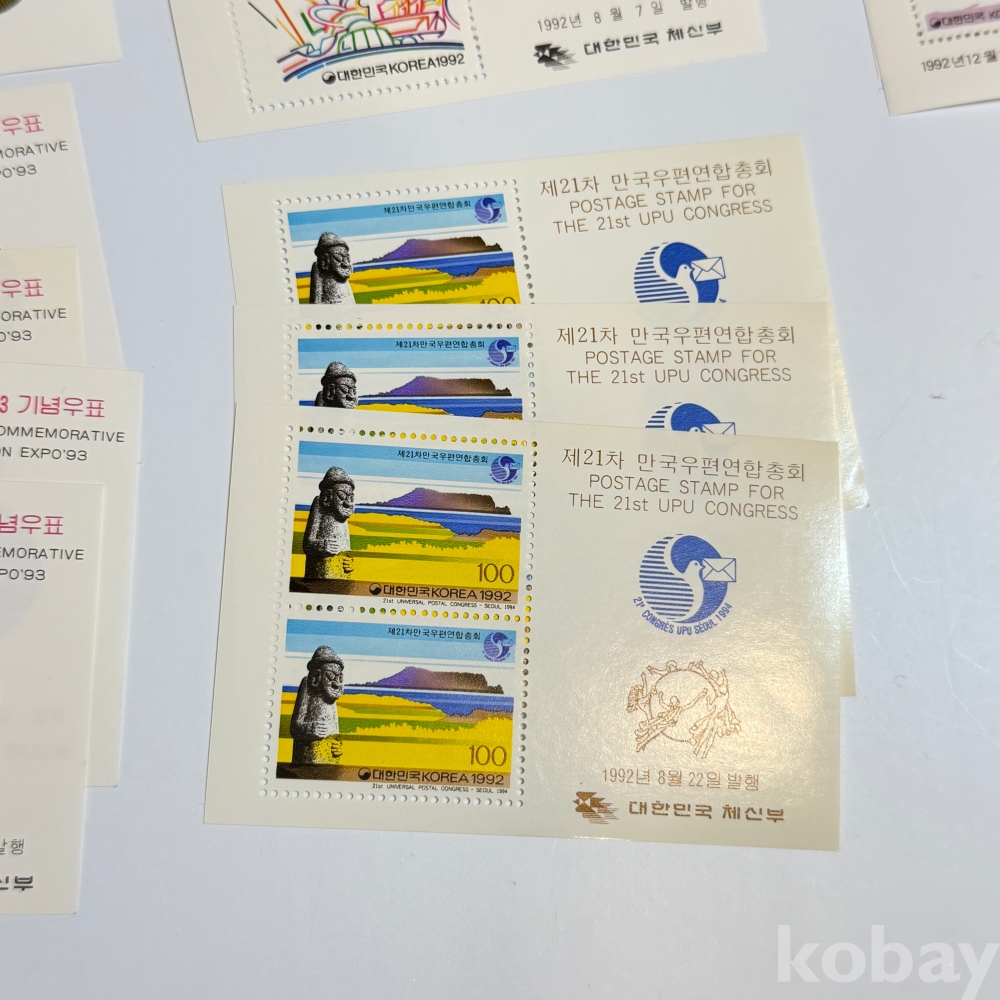 대한민국 KOREA 1992
1992년 8월 7일 발행
대한민국 체신부
대한민국
1992년 12월
우표
MORATIVE
PO'93
우표
ORATIVE
O'93
3 기념우표
OMMEMORATIVE
ON EXPO'93
념우표
EMORATIVE
PO'93
발행
제21차 만국우편연합총회
100
제21차 만국우편연합총회
POSTAGE STAMP FOR
THE 21st UPU CONGRESS
제21차 만국우편연합총회
제21차 만국우편연합총회
POSTAGE STAMP FOR
THE 21st UPU CONGRESS
제21차 만국우편연합총회
100
대한민국 KOREA 1992
21st UNIVERSAL POSTAL CONGRESS - SEOUL 1994
제21차 만국우편연합총회
100
대한민국 KOREA 1992
21st UNIVERSAL POSTAL CONGRESS - SEOUL 1994
제21차 만국우편연합총회
POSTAGE STAMP FOR
THE 21st UPU CONGRESS
21e CONGRÈS UPU SÉOUL 1994
1992년 8월 22일 발행
대한민국 체신부
kobay